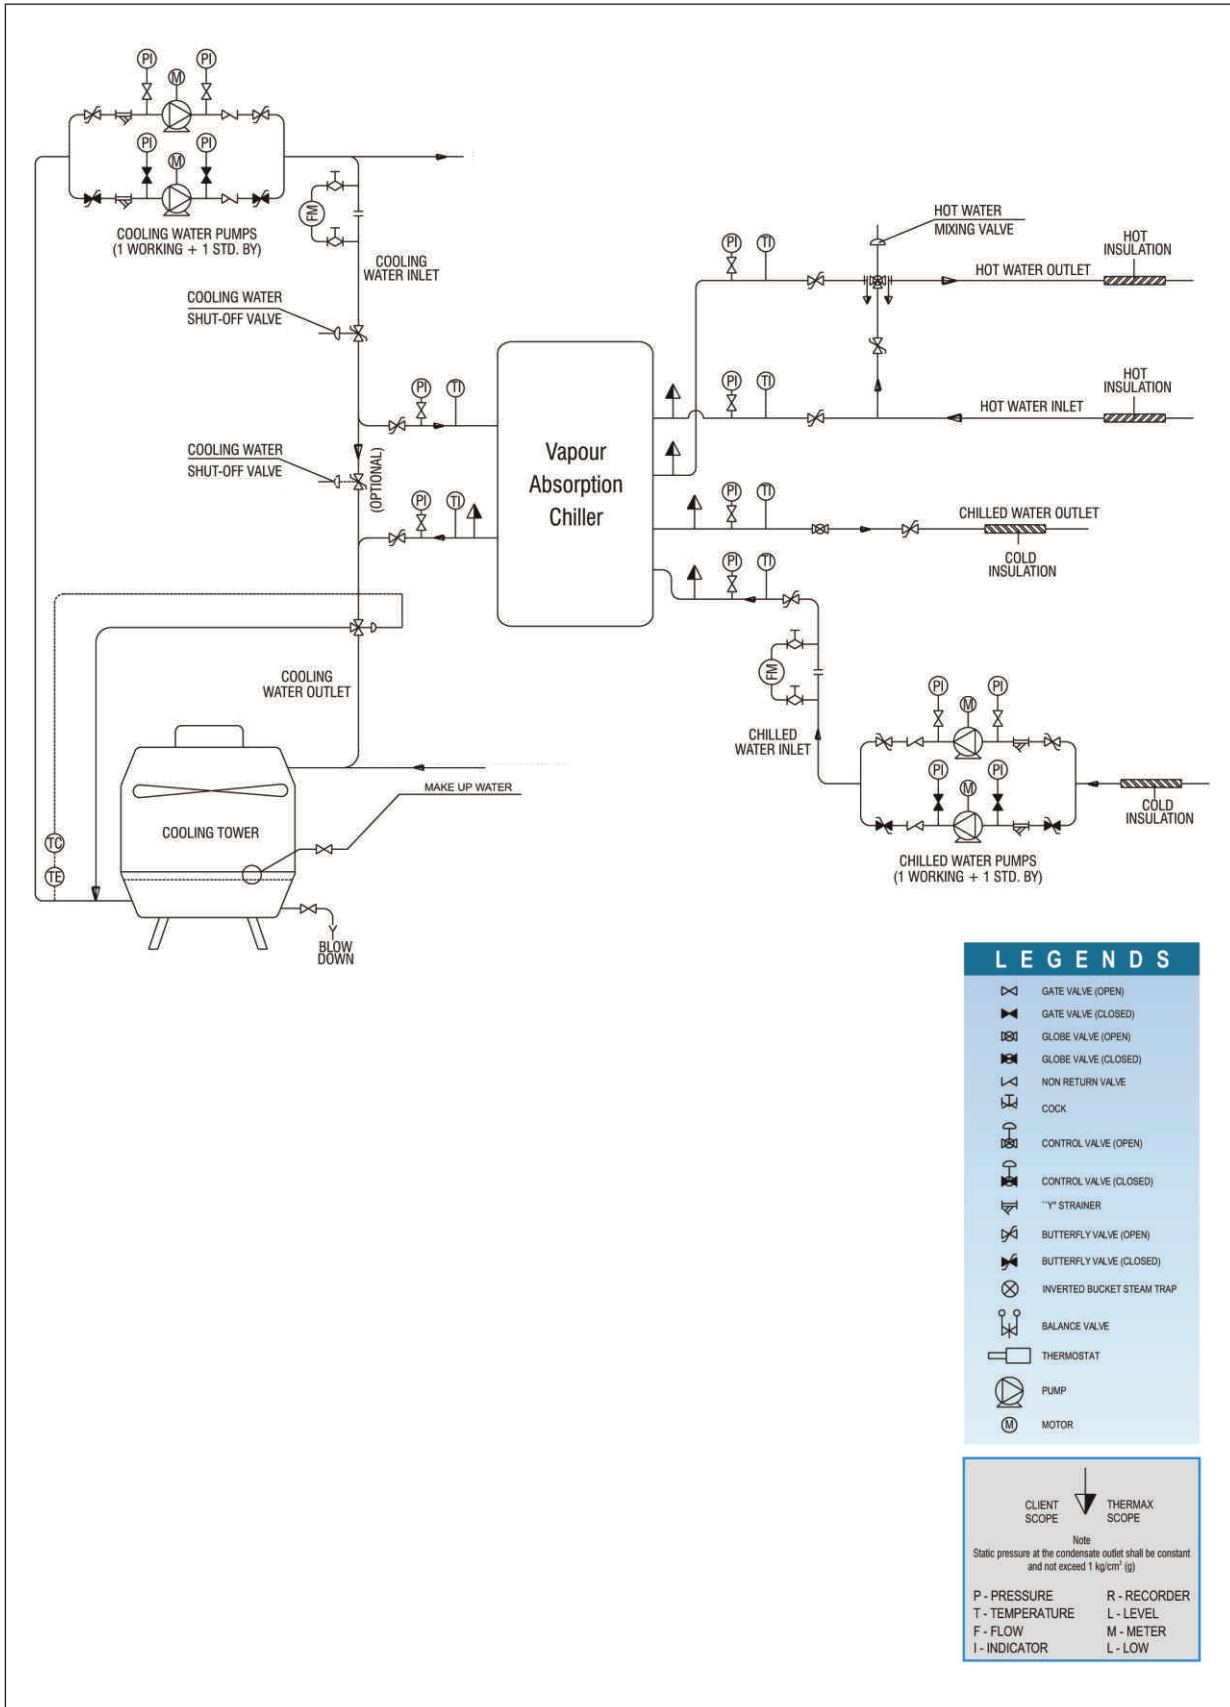 PI
PI
M
PI
PI
M
COOLING WATER PUMPS
(1 WORKING + 1 STD. BY)
FM
COOLING
WATER INLET
COOLING WATER
SHUT-OFF VALVE
COOLING WATER
SHUT-OFF VALVE
(OPTIONAL)
PI
TI
PI
TI
Vapour
Absorption
Chiller
PI
TI
HOT WATER
MIXING VALVE
HOT WATER OUTLET
HOT
INSULATION
PI
TI
HOT WATER INLET
HOT
INSULATION
PI
TI
CHILLED WATER OUTLET
COLD
INSULATION
PI
TI
FM
CHILLED
WATER INLET
PI
PI
M
PI
PI
M
COLD
INSULATION
CHILLED WATER PUMPS
(1 WORKING + 1 STD. BY)
COOLING
WATER OUTLET
MAKE UP WATER
COOLING TOWER
TC
TE
BLOW
DOWN
LEGENDS
GATE VALVE (OPEN)
GATE VALVE (CLOSED)
GLOBE VALVE (OPEN)
GLOBE VALVE (CLOSED)
NON RETURN VALVE
COCK
CONTROL VALVE (OPEN)
CONTROL VALVE (CLOSED)
``Y" STRAINER
BUTTERFLY VALVE (OPEN)
BUTTERFLY VALVE (CLOSED)
INVERTED BUCKET STEAM TRAP
BALANCE VALVE
THERMOSTAT
PUMP
M MOTOR
CLIENT SCOPE
THERMAX SCOPE
Note
Static pressure at the condensate outlet shall be constant
and not exceed 1 kg/cm² (g)
P - PRESSURE R - RECORDER
T - TEMPERATURE L - LEVEL
F - FLOW M - METER
I - INDICATOR L - LOW